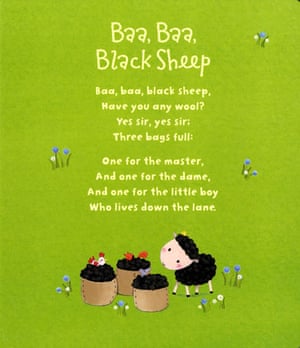 Baa, Baa,
Black Sheep
Baa, baa, black sheep,
Have you any wool?
Yes sir, yes sir;
Three bags full:
One for the master,
And one for the dame,
And one for the little boy
Who lives down the lane.